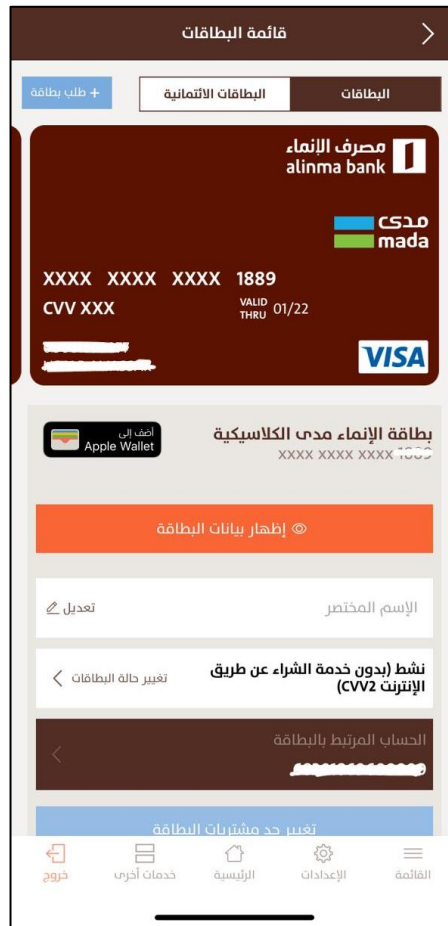 قائمة البطاقات
البطاقات
البطاقات الائتمانية
+ طلب بطاقة
مصرف الإنماء
alinma bank
مدى
mada
XXXX XXXX XXXX 1889
CVV XXX
VALID THRU 01/22
VISA
بطاقة الإنماء مدى الكلاسيكية
XXXX XXXX XXXX
أضف إلى
Apple Wallet
إظهار بيانات البطاقة
الإسم المختصر
تعديل
نشط (بدون خدمة الشراء عن طريق
الإنترنت CVV2)
تغيير حالة البطاقات
الحساب المرتبط بالبطاقة
تغيير حد مشتريات البطاقة
القائمة
الإعدادات
الرئيسية
خدمات أخرى
خروج